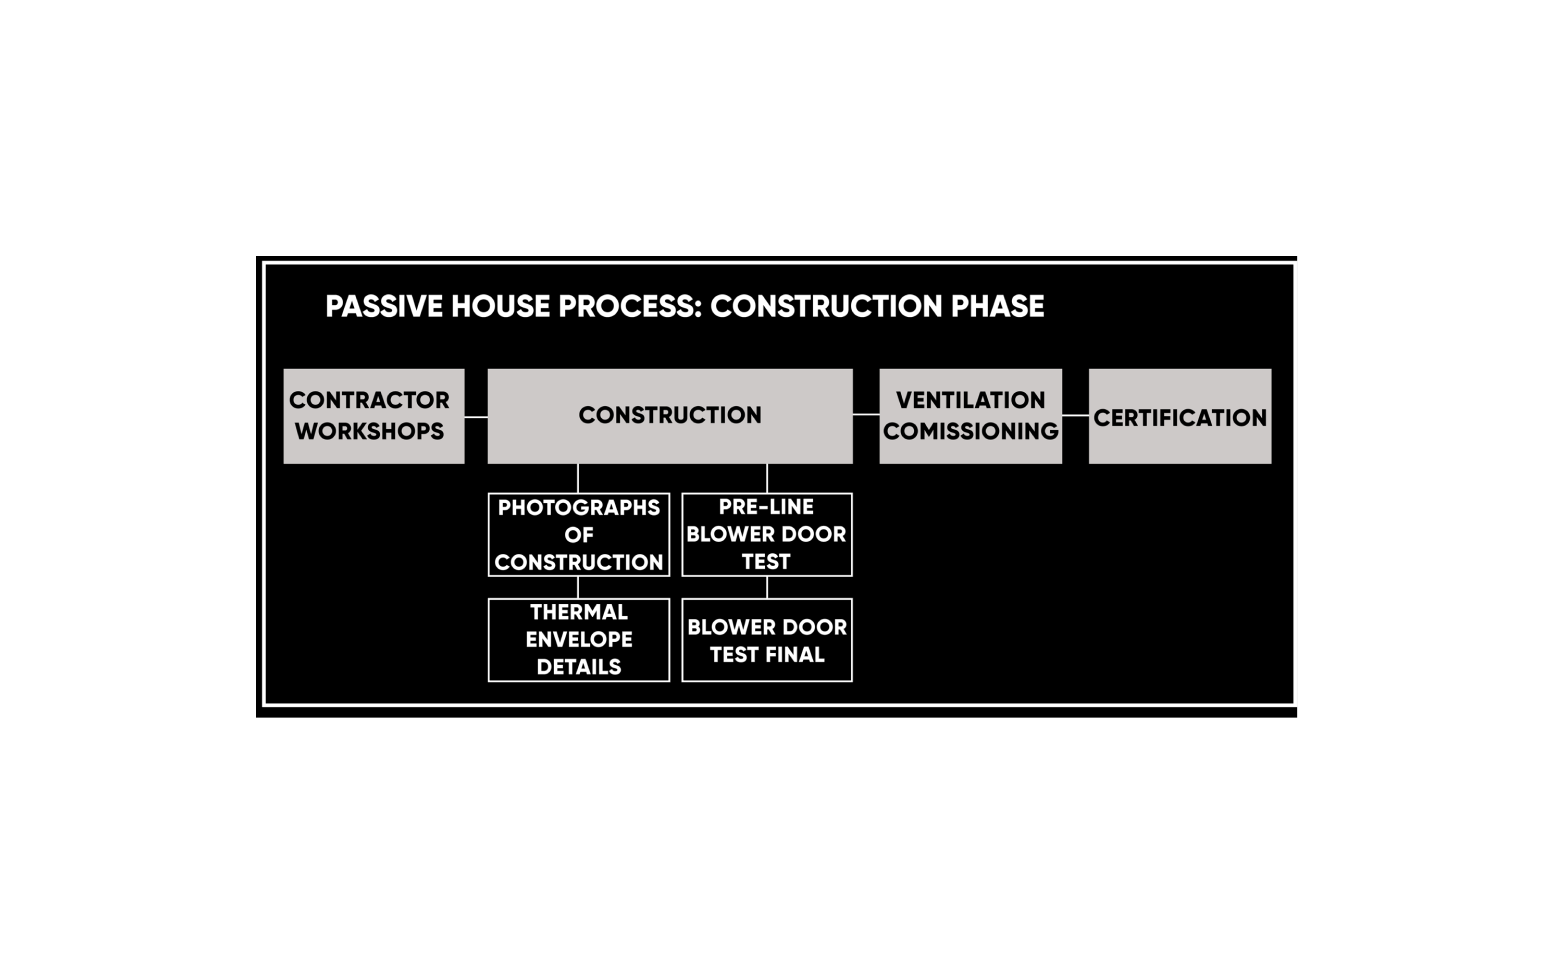 PASSIVE HOUSE PROCESS: CONSTRUCTION PHASE
CONTRACTOR
WORKSHOPS
CONSTRUCTION
VENTILATION
COMISSIONING
CERTIFICATION
PHOTOGRAPHS
OF
CONSTRUCTION
PRE-LINE
BLOWER DOOR
TEST
THERMAL
ENVELOPE
DETAILS
BLOWER DOOR
TEST FINAL